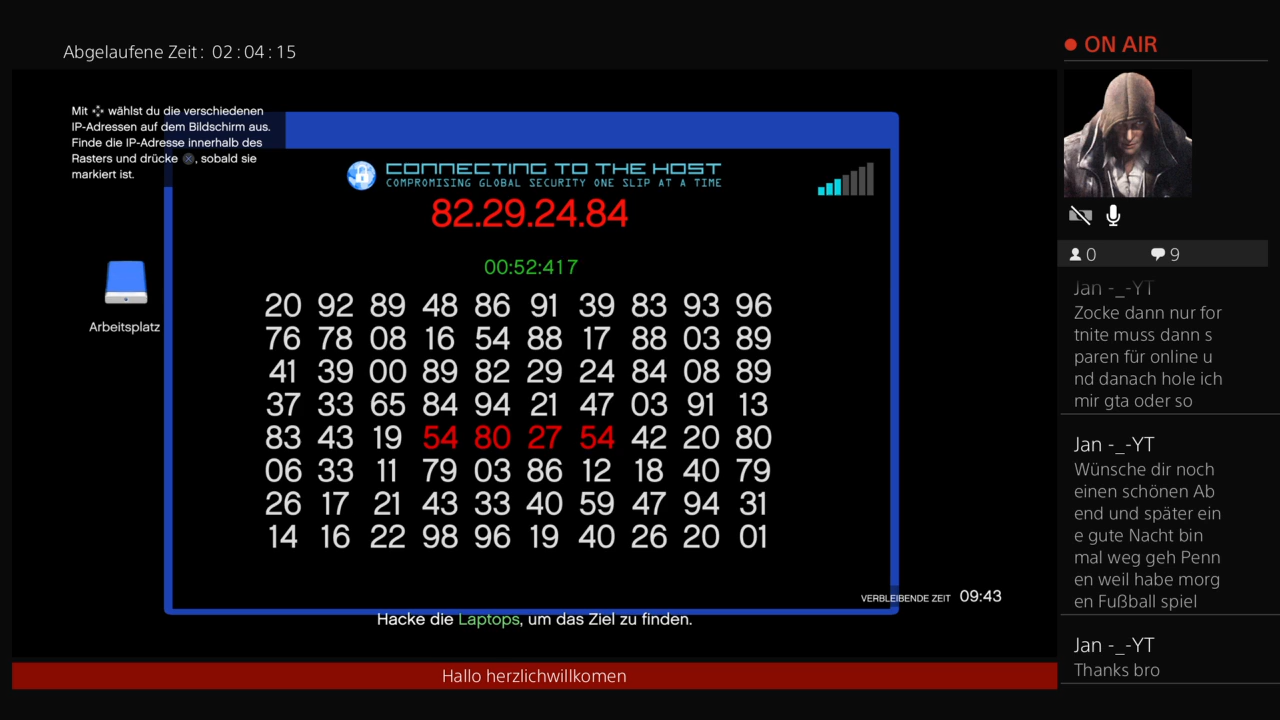 Abgelaufene Zeit: 02:04:15
ON AIR
Mit wählst du die verschiedenen
IP-Adressen auf dem Bildschirm aus.
Finde die IP-Adresse innerhalb des
Rasters und drücke , sobald sie
markiert ist.
CONNECTING TO THE HOST
COMPROMISING GLOBAL SECURITY ONE SLIP AT A TIME
82.29.24.84
00:52:417
20 92 89 48 86 91 39 83 93 96
76 78 08 16 54 88 17 88 03 89
41 39 00 89 82 29 24 84 08 89
37 33 65 84 94 21 47 03 91 13
83 43 19 54 80 27 54 42 20 80
06 33 11 79 03 86 12 18 40 79
26 17 21 43 33 40 59 47 94 31
14 16 22 98 96 19 40 26 20 01
Arbeitsplatz
VERBLEIBENDE ZEIT 09:43
Hacke die Laptops, um das Ziel zu finden.
Hallo herzlichwillkomen
0 9
Jan -_-YT
Zocke dann nur for
tnite muss dann s
paren für online u
nd danach hole ich
mir gta oder so
Jan -_-YT
Wünsche dir noch
einen schönen Ab
end und später ein
e gute Nacht bin
mal weg geh Penn
en weil habe morg
en Fußball spiel
Jan -_-YT
Thanks bro